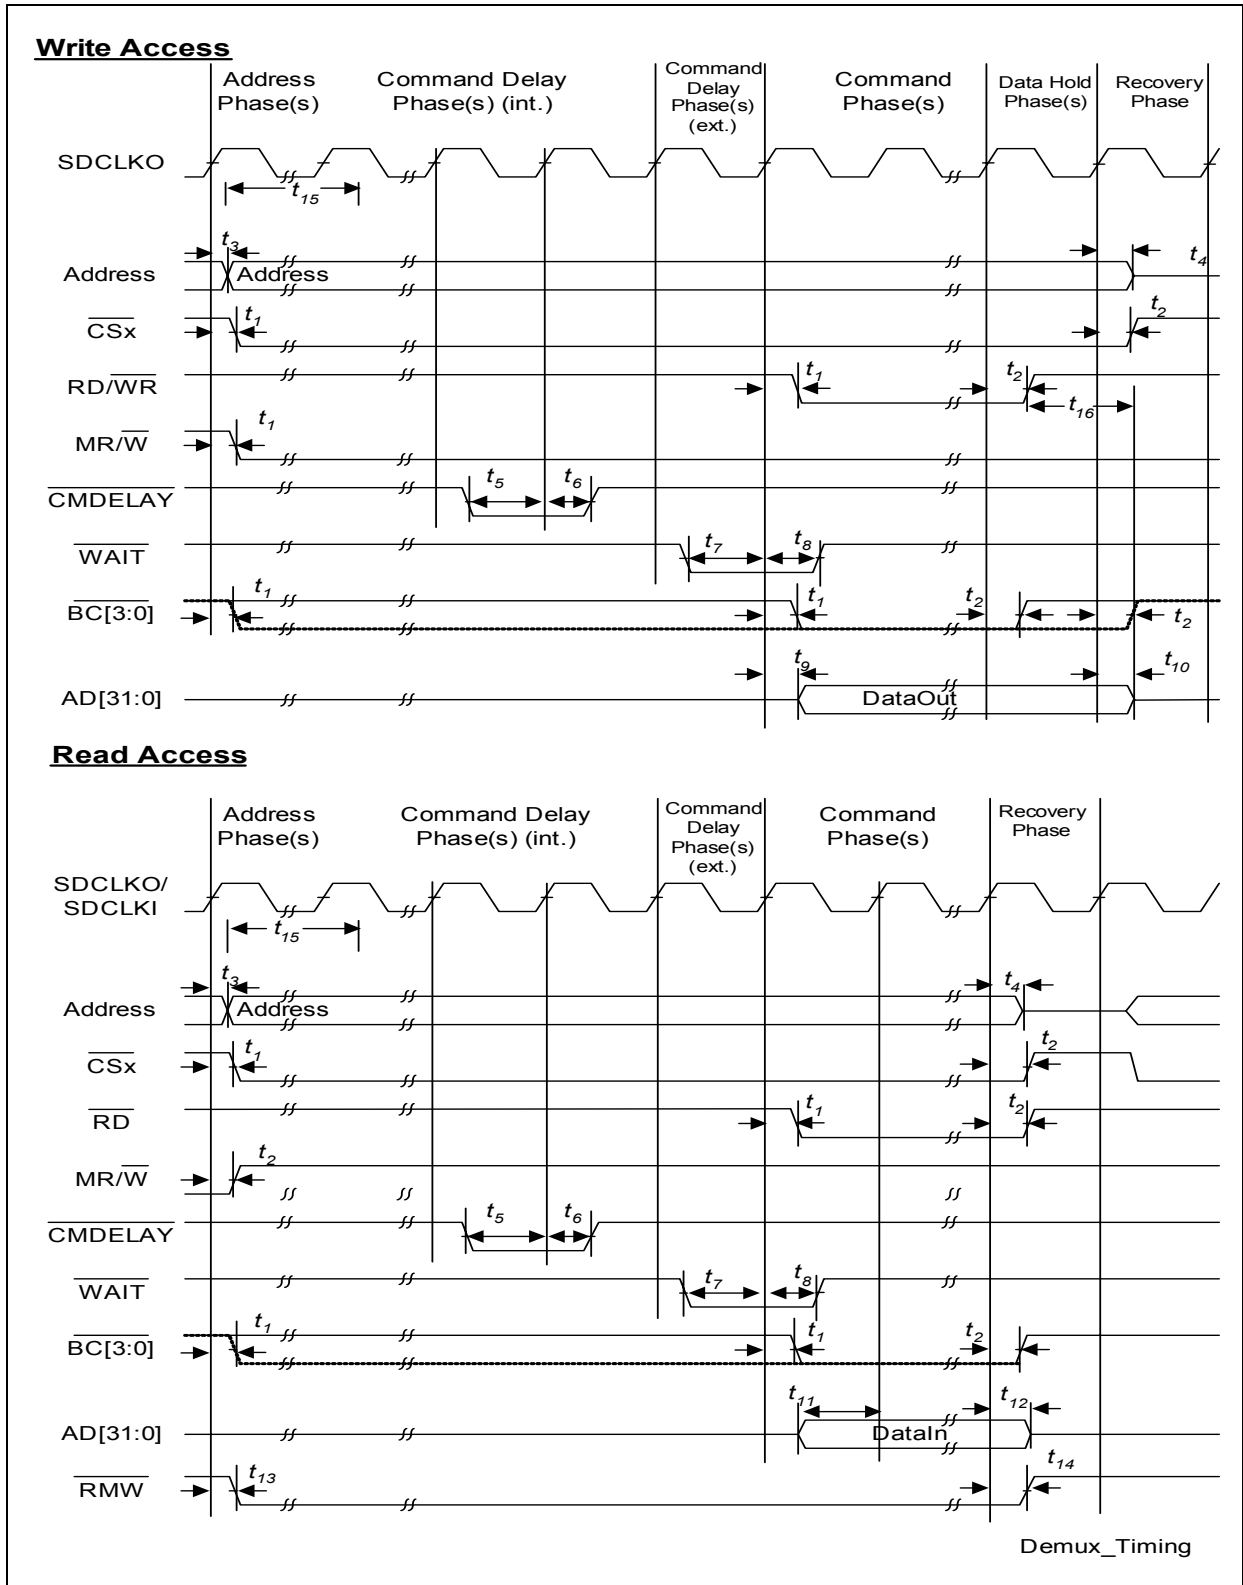 Write Access
Address Phase(s)
Command Delay Phase(s) (int.)
Command Delay Phase(s) (ext.)
Command Phase(s)
Data Hold Phase(s)
Recovery Phase
SDCLKO
t15
t3
t4
Address
Address
CSx
t1
t2
RD/WR
t1
t2
t16
MR/W
t1
CMDELAY
t5
t6
WAIT
t7
t8
BC[3:0]
t1
t1
t2
t2
AD[31:0]
t9
DataOut
t10
Read Access
Address Phase(s)
Command Delay Phase(s) (int.)
Command Delay Phase(s) (ext.)
Command Phase(s)
Recovery Phase
SDCLKO/
SDCLKI
t15
t3
t4
Address
Address
CSx
t1
t2
RD
t1
t2
MR/W
t2
CMDELAY
t5
t6
WAIT
t7
t8
BC[3:0]
t1
t1
t2
AD[31:0]
t11
DataIn
t12
RMW
t13
t14
Demux_Timing